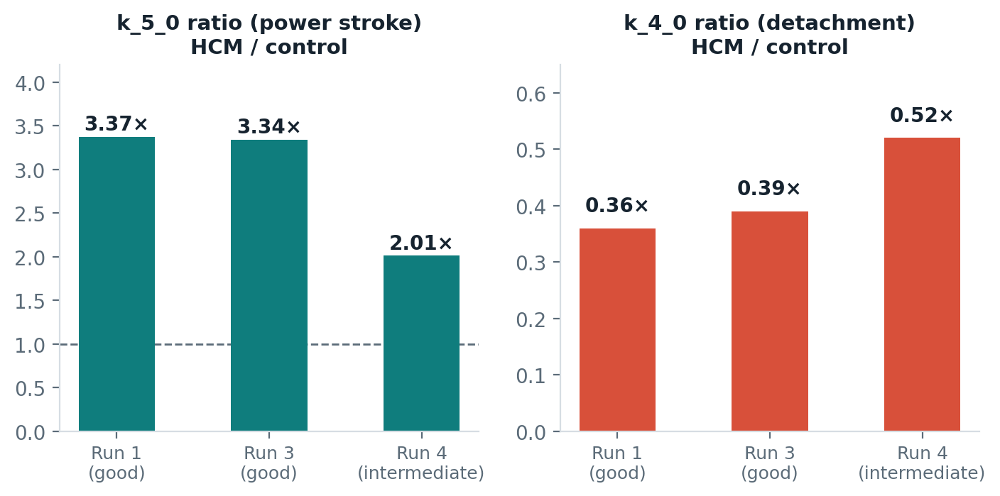 k_5_0 ratio (power stroke)
HCM / control
4.0
3.5
3.0
2.5
2.0
1.5
1.0
0.5
0.0
3.37×
3.34×
2.01×
Run 1
(good)
Run 3
(good)
Run 4
(intermediate)
k_4_0 ratio (detachment)
HCM / control
0.6
0.5
0.4
0.3
0.2
0.1
0.0
0.36×
0.39×
0.52×
Run 1
(good)
Run 3
(good)
Run 4
(intermediate)